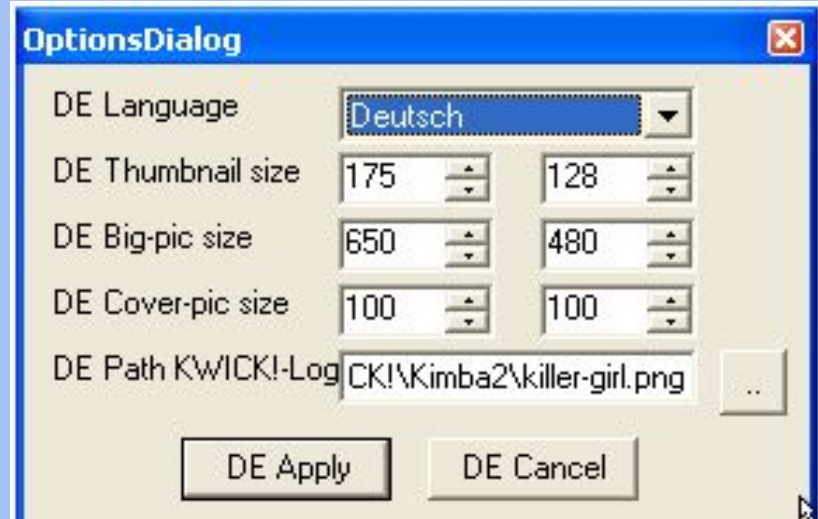 OptionsDialog
DE Language Deutsch
DE Thumbnail size 175 128
DE Big-pic size 650 480
DE Cover-pic size 100 100
DE Path KWICK!-Log CK!\Kimba2\killer-girl.png ..
DE Apply DE Cancel